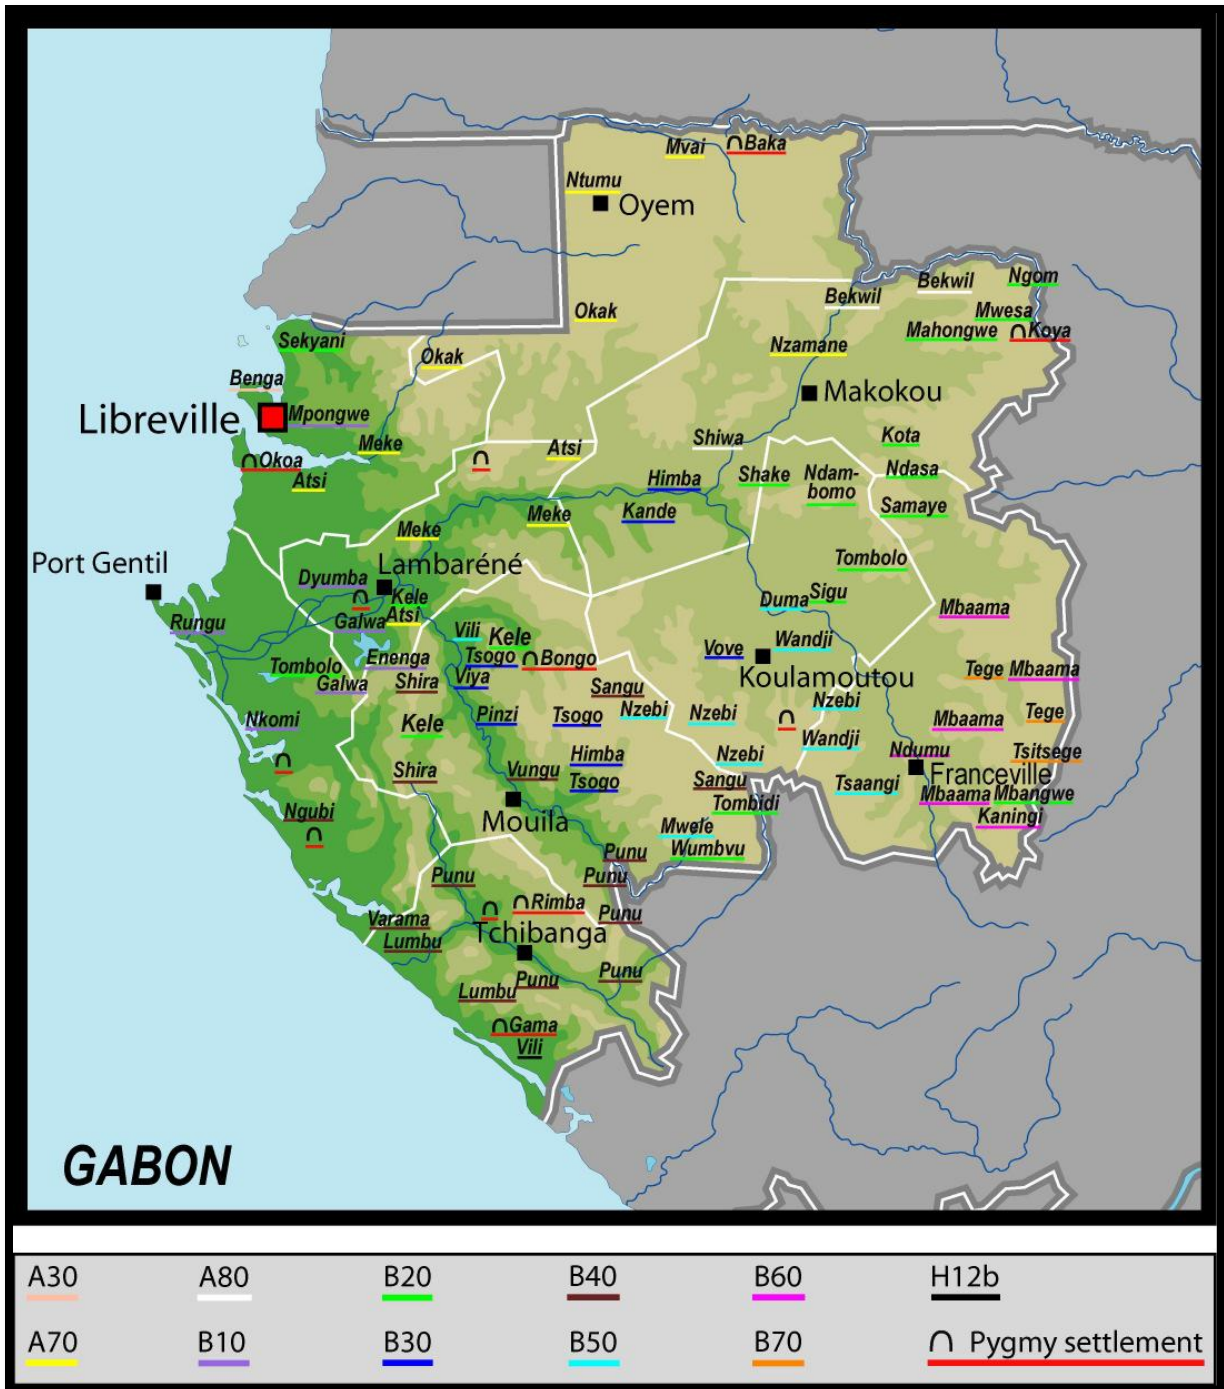 Mvai
Baka
Ntumu
Oyem
Bekwil
Ngom
Bekwil
Okak
Mwesa
Mahongwe
Koya
Sekyani
Nzamane
Okak
Benga
Makokou
Libreville
Mpongwe
Meke
Atsi
Shiwa
Kota
Okoa
Atsi
Himba
Shake
Ndam-
bomo
Ndasa
Samaye
Meke
Kande
Meke
Port Gentil
Lambaréné
Tombolo
Dyumba
Kele
Duma
Sigu
Mbaama
Rungu
Galwa
Atsi
Vili
Kele
Wandji
Enenga
Tsogo
Bongo
Vove
Tombolo
Galwa
Shira
Viya
Sangu
Koulamoutou
Tege
Mbaama
Nkomi
Kele
Pinzi
Tsogo
Nzebi
Nzebi
Nzebi
Mbaama
Tege
Wandji
Himba
Nzebi
Ndumu
Tsitsege
Shira
Vungu
Tsogo
Sangu
Tsaangi
Franceville
Ngubi
Mouila
Tombidi
Mbaama
Mbangwe
Kaningi
Mwele
Wumbvu
Punu
Punu
Punu
Varama
Rimba
Punu
Lumbu
Tchibanga
Lumbu
Punu
Punu
Gama
Vili
GABON
A30
A80
B20
B40
B60
H12b
A70
B10
B30
B50
B70
Pygmy settlement